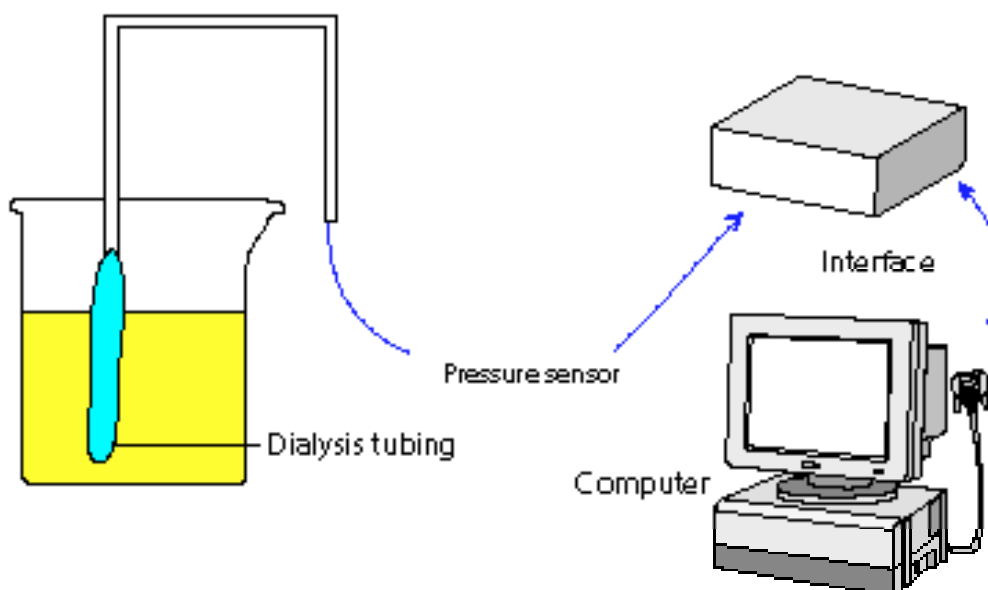 Interface
Pressure sensor
Dialysis tubing
Computer